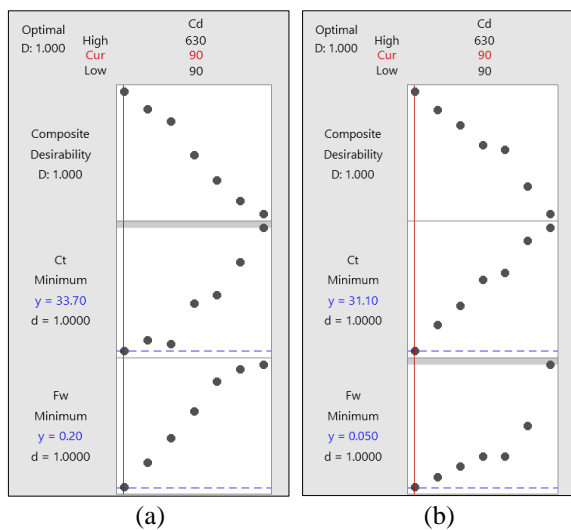 Optimal
D: 1.000
Cd
High 630
Cur 90
Low 90
Composite
Desirability
D: 1.000
Ct
Minimum
y = 33.70
d = 1.0000
Fw
Minimum
y = 0.20
d = 1.0000
(a)
Optimal
D: 1.000
Cd
High 630
Cur 90
Low 90
Composite
Desirability
D: 1.000
Ct
Minimum
y = 31.10
d = 1.0000
Fw
Minimum
y = 0.050
d = 1.0000
(b)